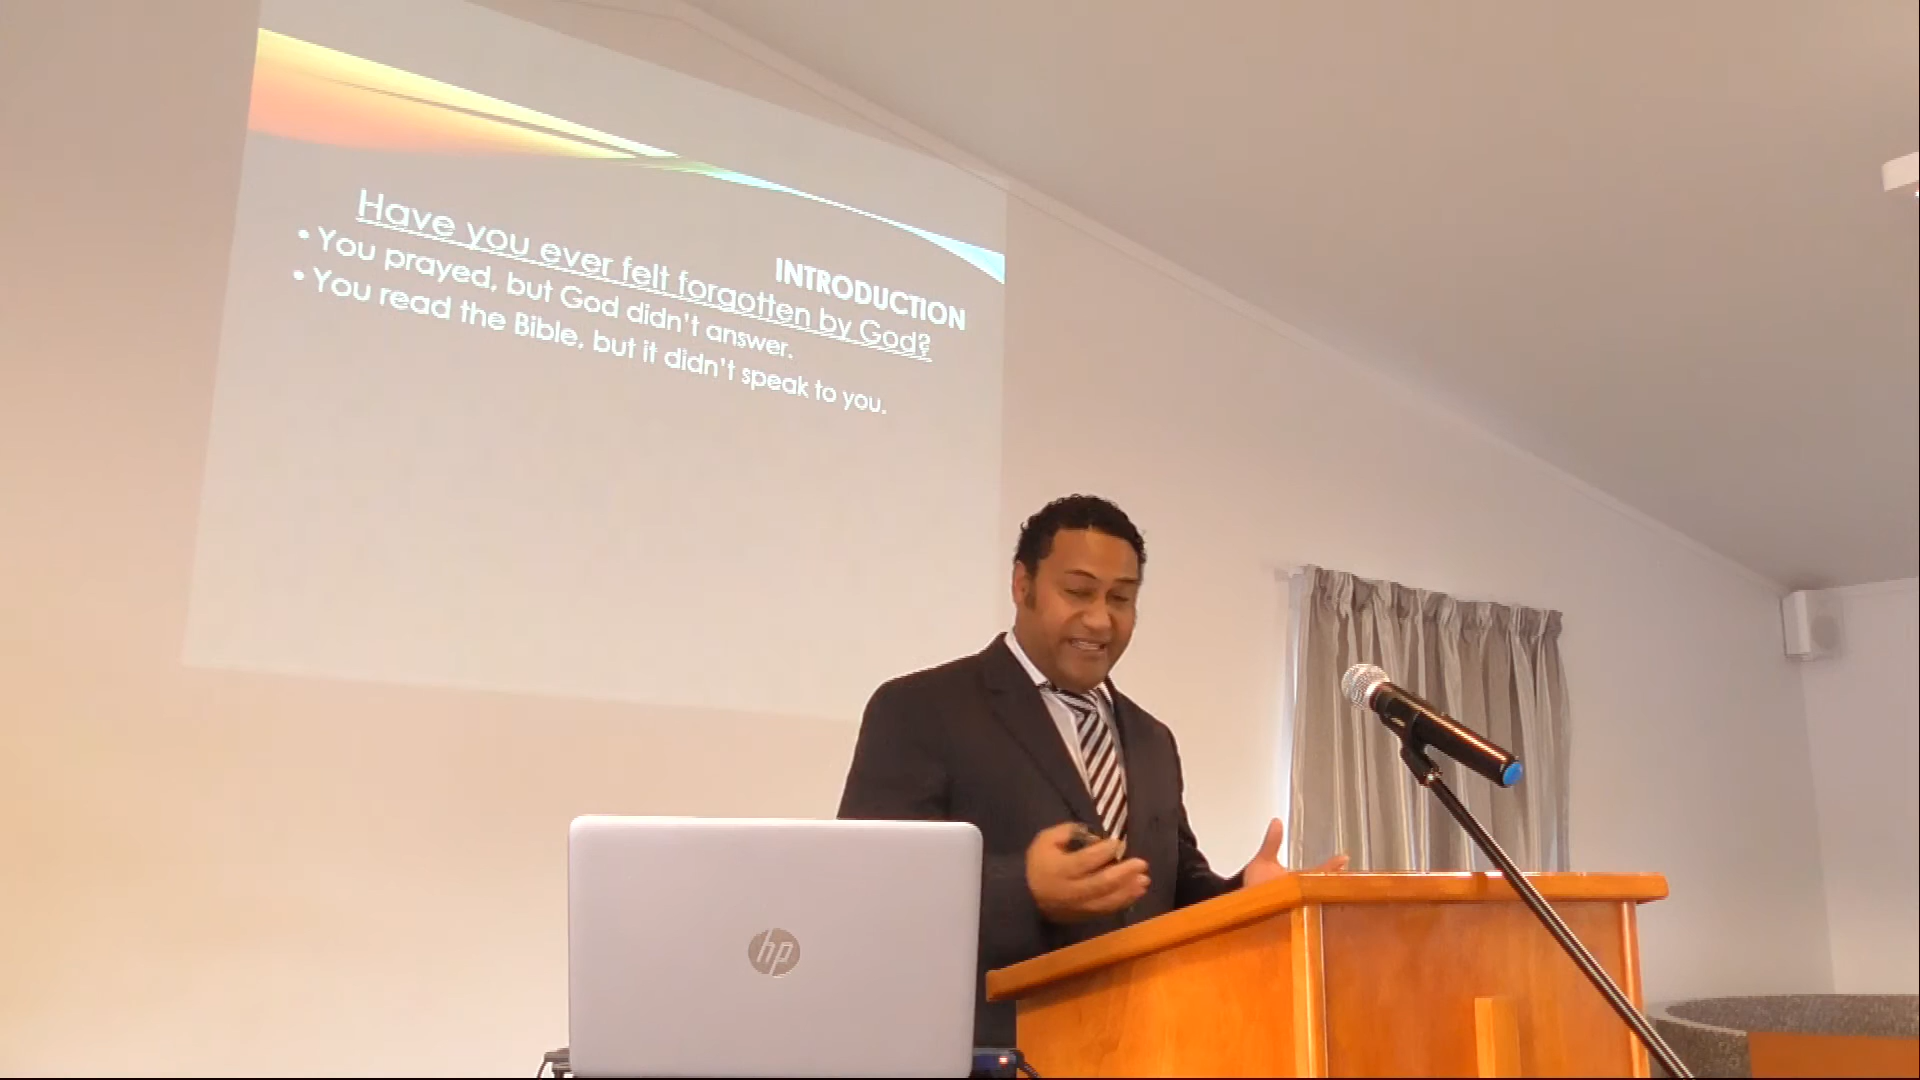 INTRODUCTION
Have you ever felt forgotten by God?
• You prayed, but God didn't answer.
• You read the Bible, but it didn't speak to you.
hp